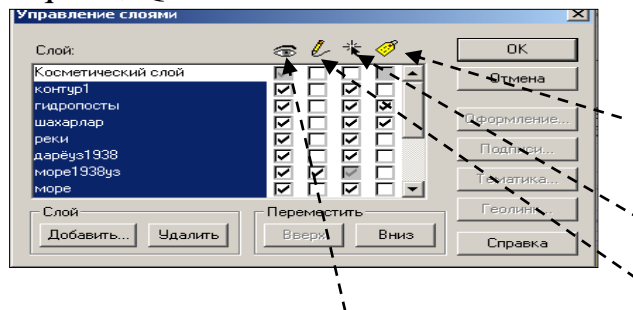 Управление слоями
Слой:
OK
Косметический слой
Отмена
контур1
гидропосты
шахарлар
Оформление...
реки
Подписи...
дарёуз1938
море1938уз
Тематика...
море
Слой
Переместить
Геолинк...
Добавить...
Удалить
Вверх
Вниз
Справка